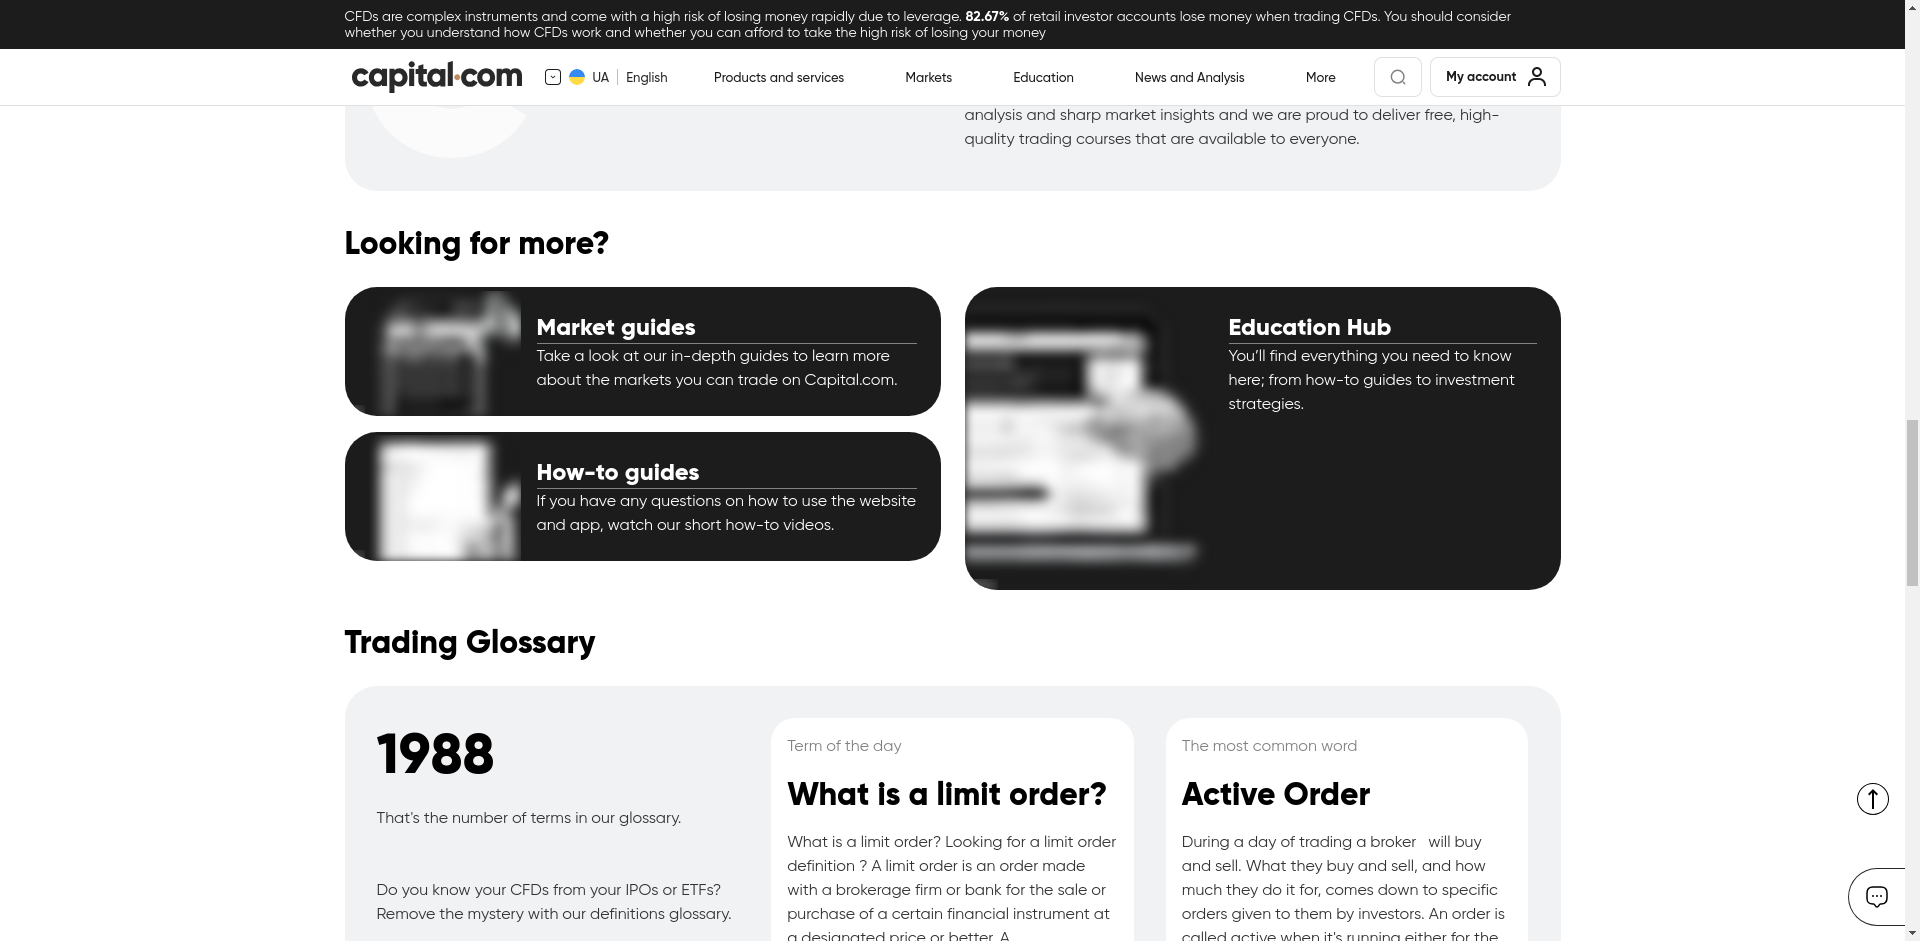 CFDs are complex instruments and come with a high risk of losing money rapidly due to leverage. 82.67% of retail investor accounts lose money when trading CFDs. You should consider
whether you understand how CFDs work and whether you can afford to take the high risk of losing your money
capital.com
UA
English
Products and services
Markets
Education
News and Analysis
More
My account
analysis and sharp market insights and we are proud to deliver free, high-
quality trading courses that are available to everyone.
Looking for more?
Market guides
Take a look at our in-depth guides to learn more
about the markets you can trade on Capital.com.
How-to guides
If you have any questions on how to use the website
and app, watch our short how-to videos.
Education Hub
You’ll find everything you need to know
here; from how-to guides to investment
strategies.
Trading Glossary
1988
That's the number of terms in our glossary.
Do you know your CFDs from your IPOs or ETFs?
Remove the mystery with our definitions glossary.
Term of the day
What is a limit order?
What is a limit order? Looking for a limit order
definition ? A limit order is an order made
with a brokerage firm or bank for the sale or
purchase of a certain financial instrument at
a designated price or better. A
The most common word
Active Order
During a day of trading a broker will buy
and sell. What they buy and sell, and how
much they do it for, comes down to specific
orders given to them by investors. An order is
called active when it's running either for the